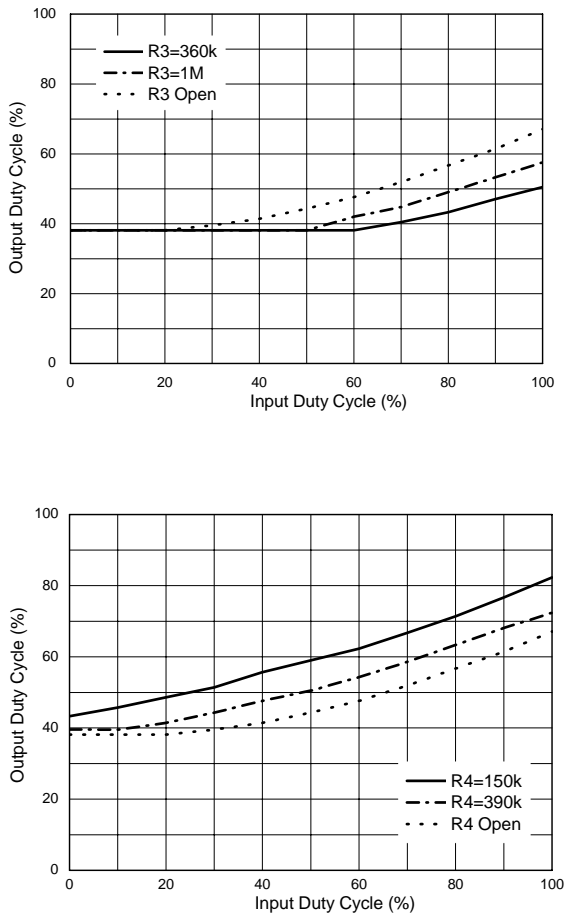 100
80
60
40
20
0
Output Duty Cycle (%)
R3=360k
R3=1M
R3 Open
0 20 40 60 80 100
Input Duty Cycle (%)
100
80
60
40
20
0
Output Duty Cycle (%)
R4=150k
R4=390k
R4 Open
0 20 40 60 80 100
Input Duty Cycle (%)